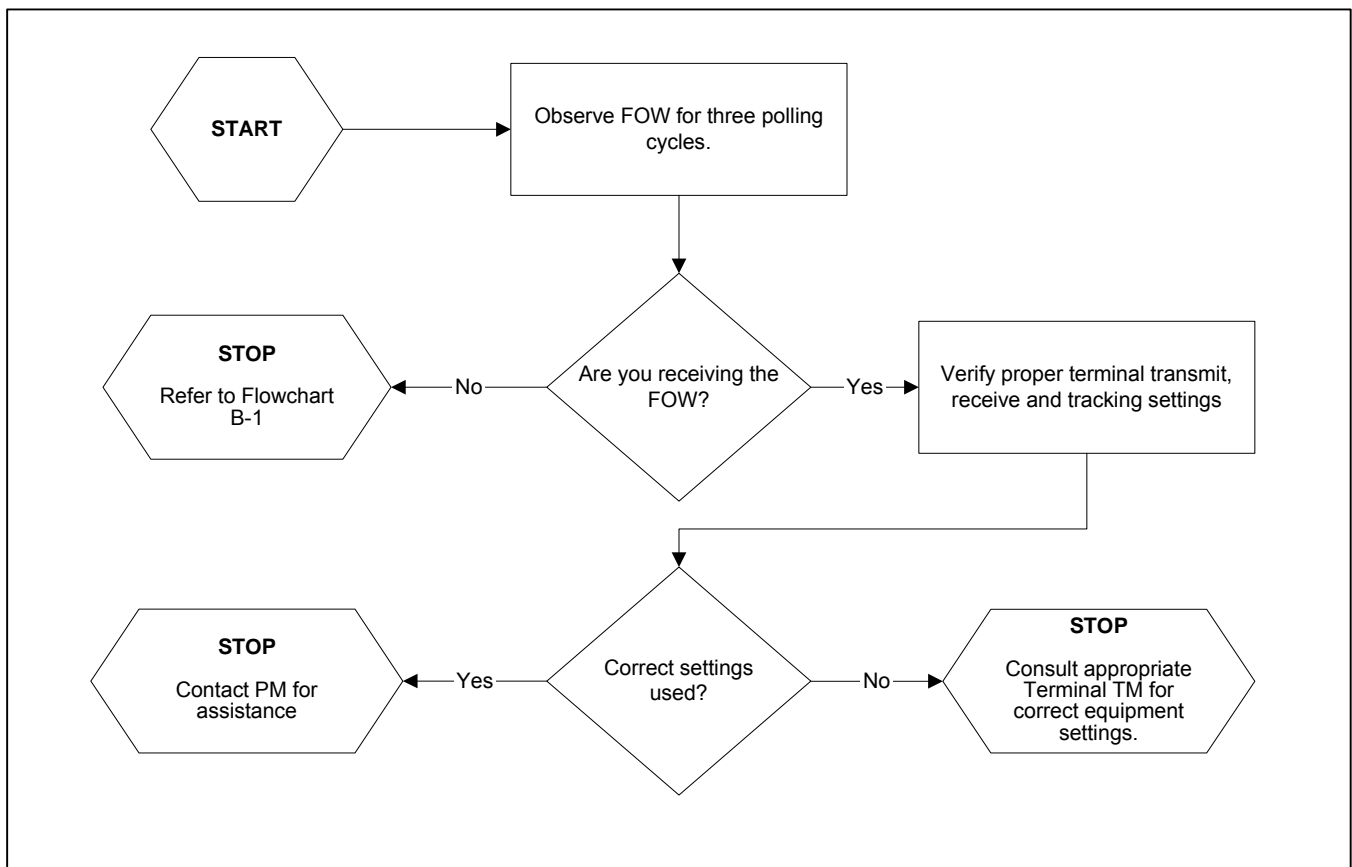 START
Observe FOW for three polling
cycles.
STOP
Refer to Flowchart
B-1
No
Are you receiving the
FOW?
Yes
Verify proper terminal transmit,
receive and tracking settings
STOP
Contact PM for
assistance
Yes
Correct settings
used?
No
STOP
Consult appropriate
Terminal TM for
correct equipment
settings.